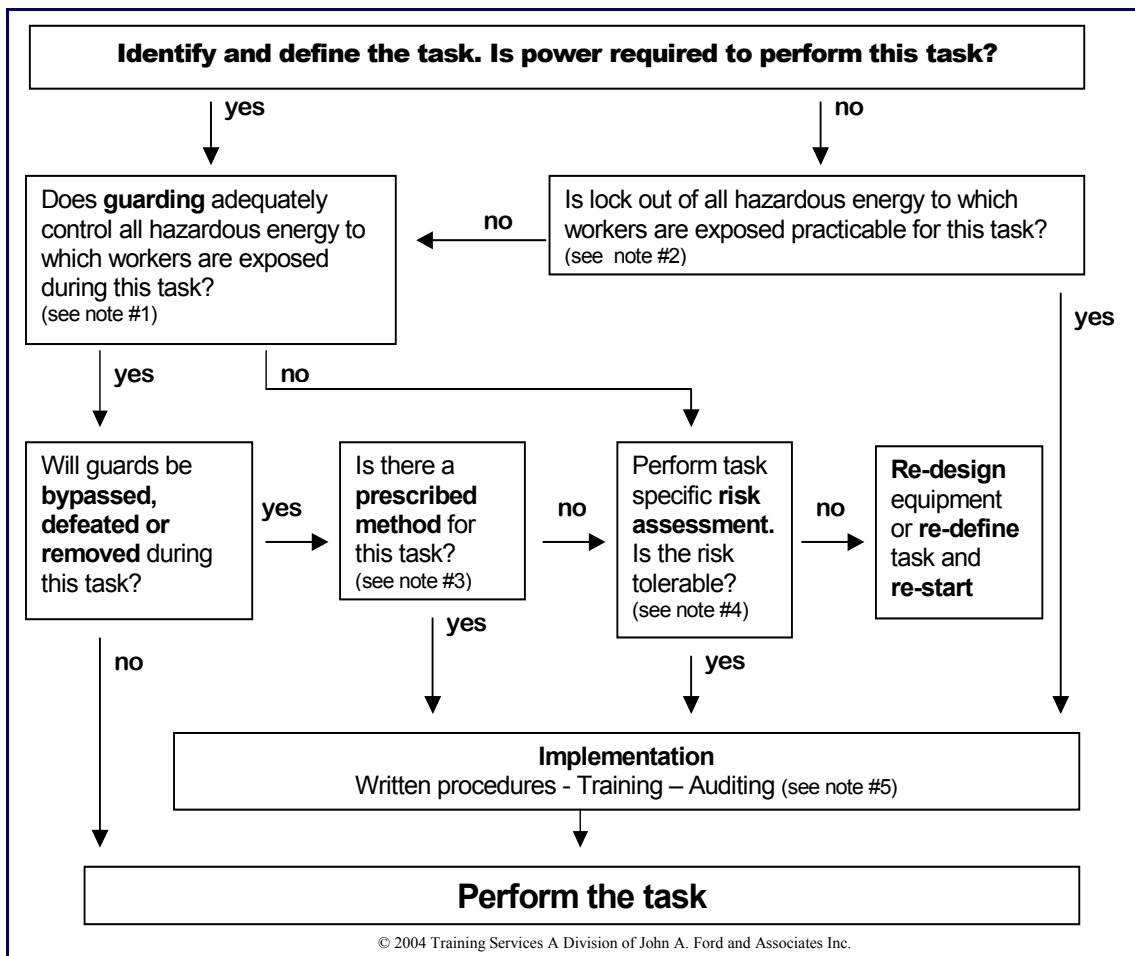 Identify and define the task. Is power required to perform this task?
yes
no
Does guarding adequately
control all hazardous energy to
which workers are exposed
during this task?
(see note #1)
no
Is lock out of all hazardous energy to which
workers are exposed practicable for this task?
(see note #2)
yes
yes
no
Will guards be
bypassed,
defeated or
removed during
this task?
yes
Is there a
prescribed
method for
this task?
(see note #3)
no
Perform task
specific risk
assessment.
Is the risk
tolerable?
(see note #4)
no
Re-design
equipment
or re-define
task and
re-start
no
yes
yes
Implementation
Written procedures - Training – Auditing (see note #5)
Perform the task
© 2004 Training Services A Division of John A. Ford and Associates Inc.